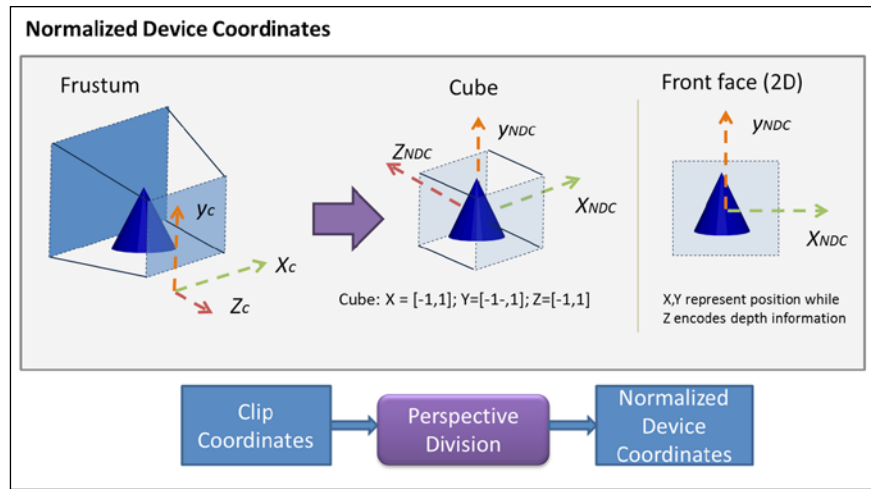 Normalized Device Coordinates
Frustum
yc
Xc
Zc
Cube
yNDC
ZNDC
XNDC
Cube: X = [-1,1]; Y=[-1-,1]; Z=[-1,1]
Front face (2D)
yNDC
XNDC
X,Y represent position while
Z encodes depth information
Clip
Coordinates
Perspective
Division
Normalized
Device
Coordinates